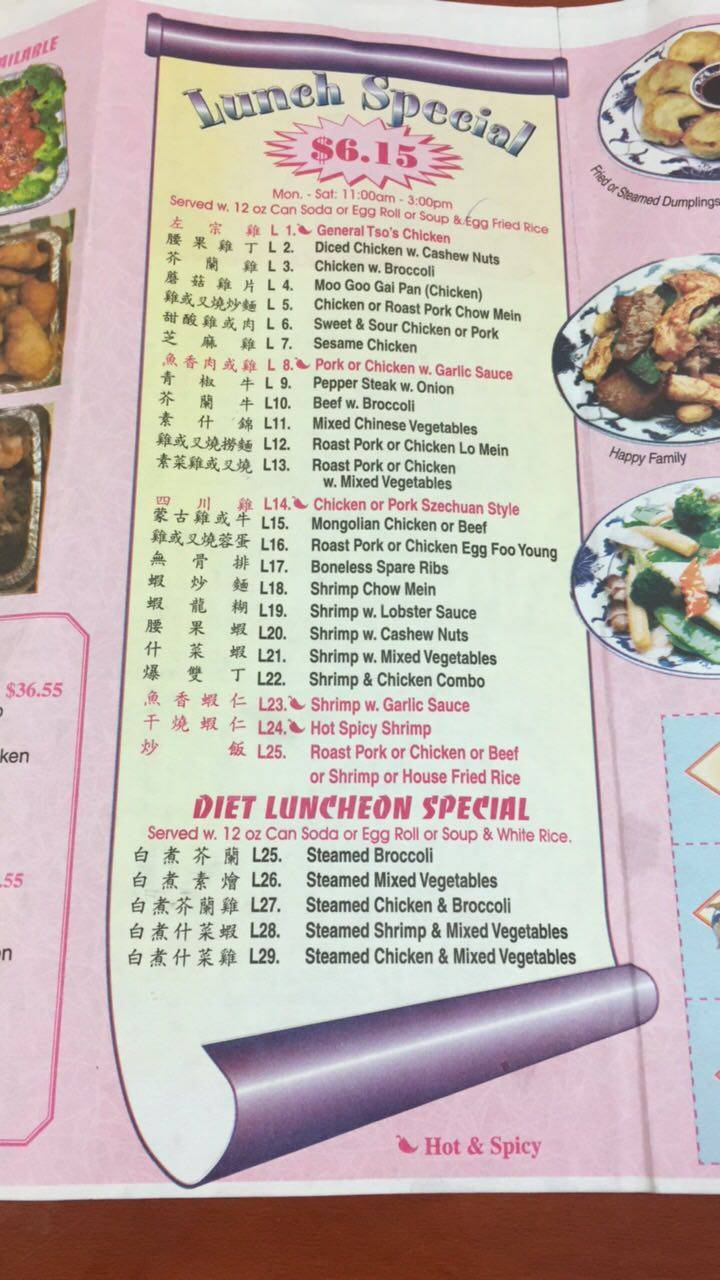 AILABLE
Lunch Special
$6.15
Mon. - Sat: 11:00am - 3:00pm
Served w. 12 oz Can Soda or Egg Roll or Soup & Egg Fried Rice
左宗雞 L 1. General Tso's Chicken
腰果雞丁 L 2. Diced Chicken w. Cashew Nuts
芥蘭雞 L 3. Chicken w. Broccoli
蘑菇雞片 L 4. Moo Goo Gai Pan (Chicken)
雞或叉燒炒麵 L 5. Chicken or Roast Pork Chow Mein
甜酸雞或肉 L 6. Sweet & Sour Chicken or Pork
芝麻雞 L 7. Sesame Chicken
魚香肉或雞 L 8. Pork or Chicken w. Garlic Sauce
青椒牛 L 9. Pepper Steak w. Onion
芥蘭牛 L10. Beef w. Broccoli
素什錦 L11. Mixed Chinese Vegetables
雞或叉燒撈麵 L12. Roast Pork or Chicken Lo Mein
素菜雞或叉燒 L13. Roast Pork or Chicken
w. Mixed Vegetables
四川雞 L14. Chicken or Pork Szechuan Style
蒙古雞或牛 L15. Mongolian Chicken or Beef
雞或叉燒蓉蛋 L16. Roast Pork or Chicken Egg Foo Young
無骨排 L17. Boneless Spare Ribs
蝦炒麵 L18. Shrimp Chow Mein
蝦龍糊 L19. Shrimp w. Lobster Sauce
腰果蝦 L20. Shrimp w. Cashew Nuts
什菜蝦 L21. Shrimp w. Mixed Vegetables
爆雙丁 L22. Shrimp & Chicken Combo
魚香蝦仁 L23. Shrimp w. Garlic Sauce
干燒蝦仁 L24. Hot Spicy Shrimp
炒飯 L25. Roast Pork or Chicken or Beef
or Shrimp or House Fried Rice
DIET LUNCHEON SPECIAL
Served w. 12 oz Can Soda or Egg Roll or Soup & White Rice.
白煮芥蘭 L25. Steamed Broccoli
白煮素燴 L26. Steamed Mixed Vegetables
白煮芥蘭雞 L27. Steamed Chicken & Broccoli
白煮什菜蝦 L28. Steamed Shrimp & Mixed Vegetables
白煮什菜雞 L29. Steamed Chicken & Mixed Vegetables
Hot & Spicy
Fried or Steamed Dumplings
Happy Family
$36.55
ken
.55
n